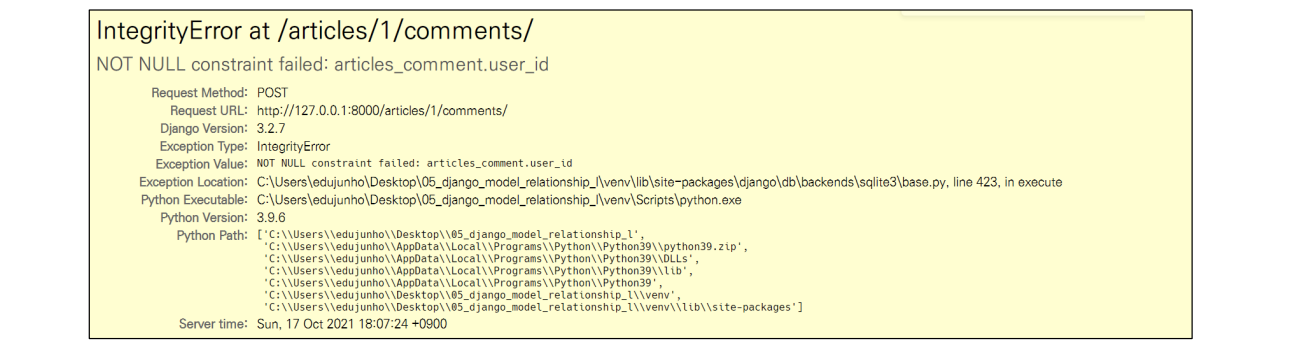 IntegrityError at /articles/1/comments/
NOT NULL constraint failed: articles_comment.user_id
Request Method: POST
Request URL: http://127.0.0.1:8000/articles/1/comments/
Django Version: 3.2.7
Exception Type: IntegrityError
Exception Value: NOT NULL constraint failed: articles_comment.user_id
Exception Location: C:\Users\edujunho\Desktop\05_django_model_relationship_I\venv\lib\site-packages\django\db\backends\sqlite3\base.py, line 423, in execute
Python Executable: C:\Users\edujunho\Desktop\05_django_model_relationship_I\venv\Scripts\python.exe
Python Version: 3.9.6
Python Path: ['C:\\Users\\edujunho\\Desktop\\05_django_model_relationship_l',
'C:\\Users\\edujunho\\AppData\\Local\\Programs\\Python\\Python39\\python39.zip',
'C:\\Users\\edujunho\\AppData\\Local\\Programs\\Python\\Python39\\DLLs',
'C:\\Users\\edujunho\\AppData\\Local\\Programs\\Python\\Python39\\lib',
'C:\\Users\\edujunho\\AppData\\Local\\Programs\\Python\\Python39',
'C:\\Users\\edujunho\\Desktop\\05_django_model_relationship_l\\venv',
'C:\\Users\\edujunho\\Desktop\\05_django_model_relationship_l\\venv\\lib\\site-packages']
Server time: Sun, 17 Oct 2021 18:07:24 +0900